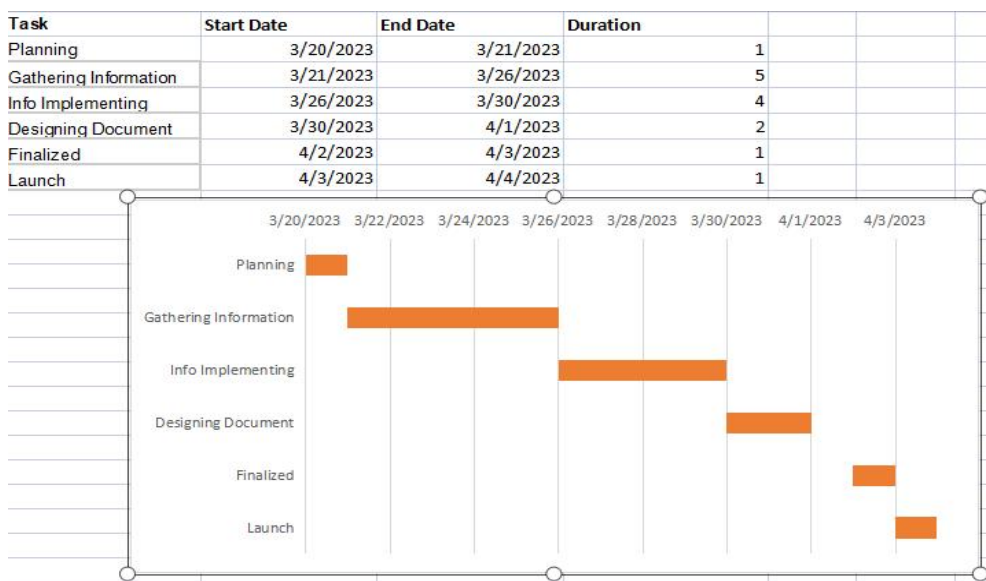 Task Start Date End Date Duration
Planning 3/20/2023 3/21/2023 1
Gathering Information 3/21/2023 3/26/2023 5
Info Implementing 3/26/2023 3/30/2023 4
Designing Document 3/30/2023 4/1/2023 2
Finalized 4/2/2023 4/3/2023 1
Launch 4/3/2023 4/4/2023 1
3/20/2023 3/22/2023 3/24/2023 3/26/2023 3/28/2023 3/30/2023 4/1/2023 4/3/2023
Planning
Gathering Information
Info Implementing
Designing Document
Finalized
Launch